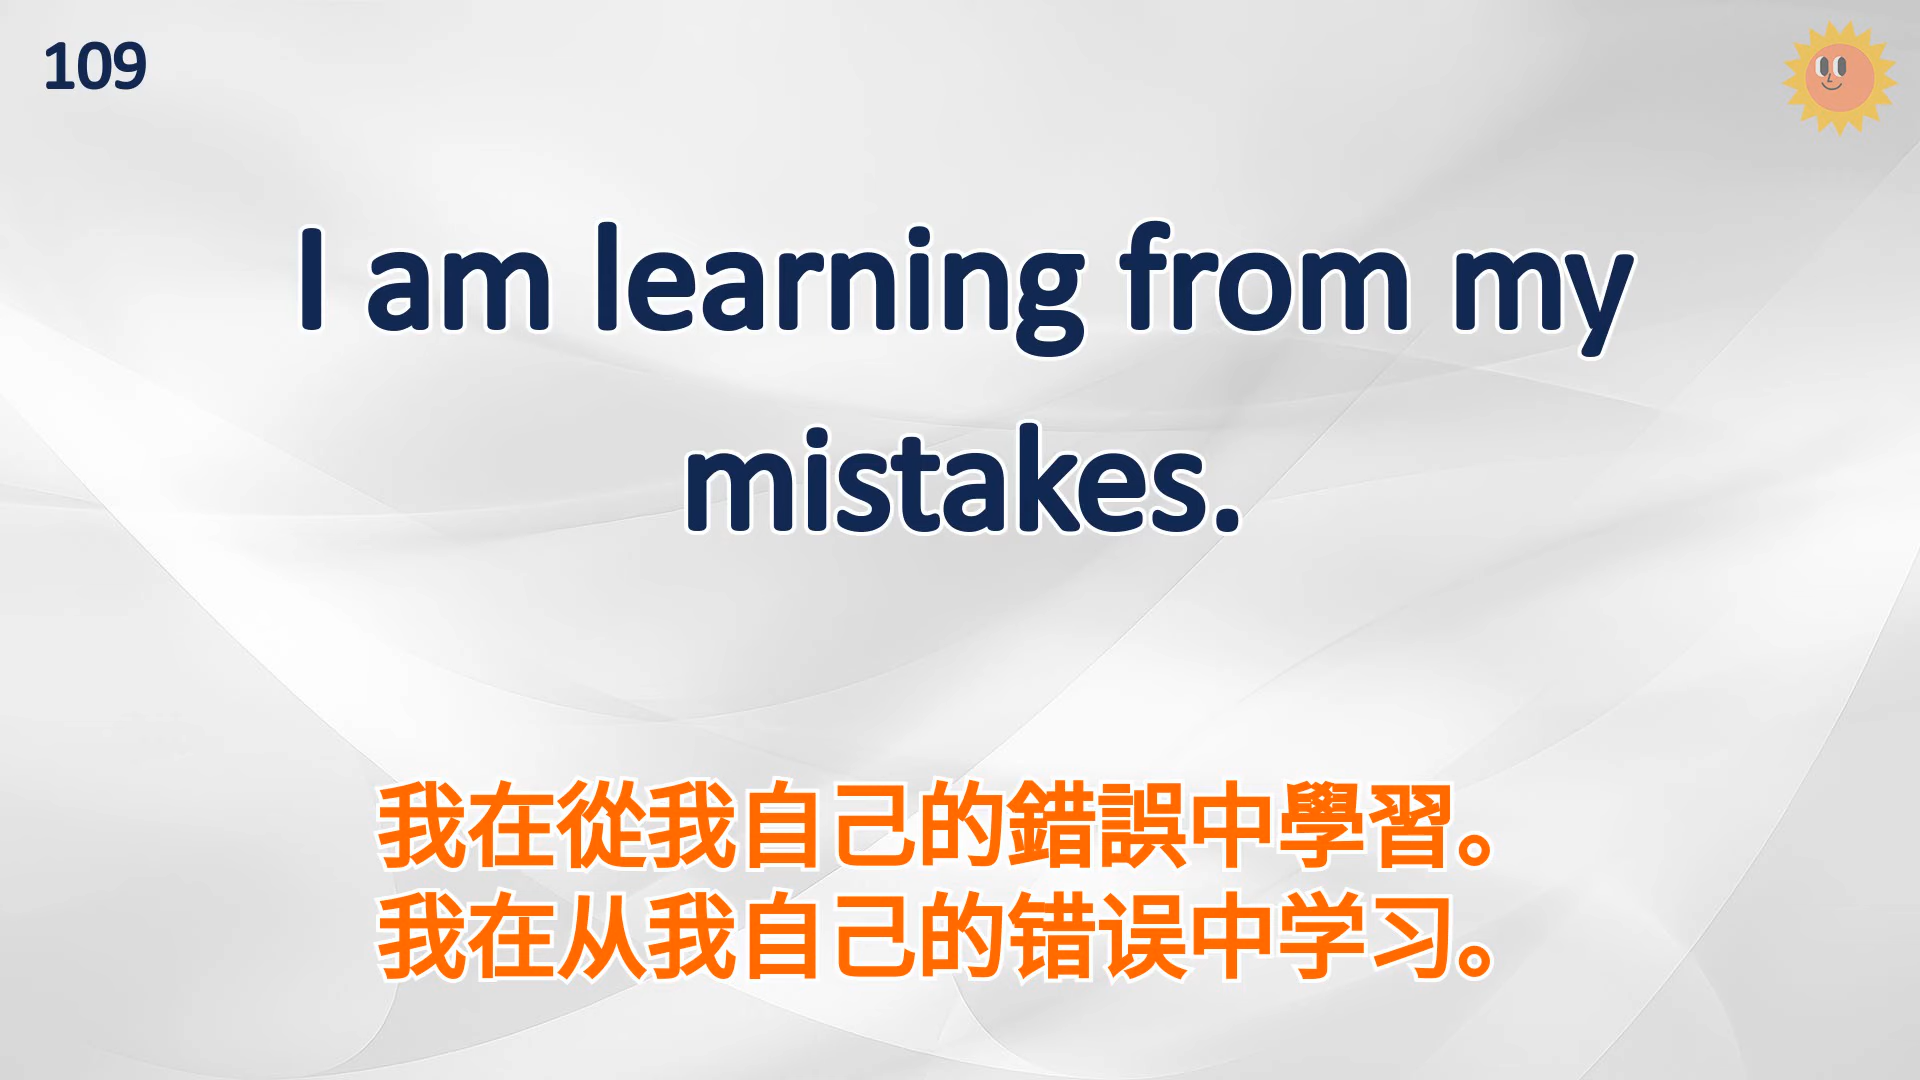 109
I am learning from my
mistakes.
我在從我自己的錯誤中學習。
我在从我自己的错误中学习。